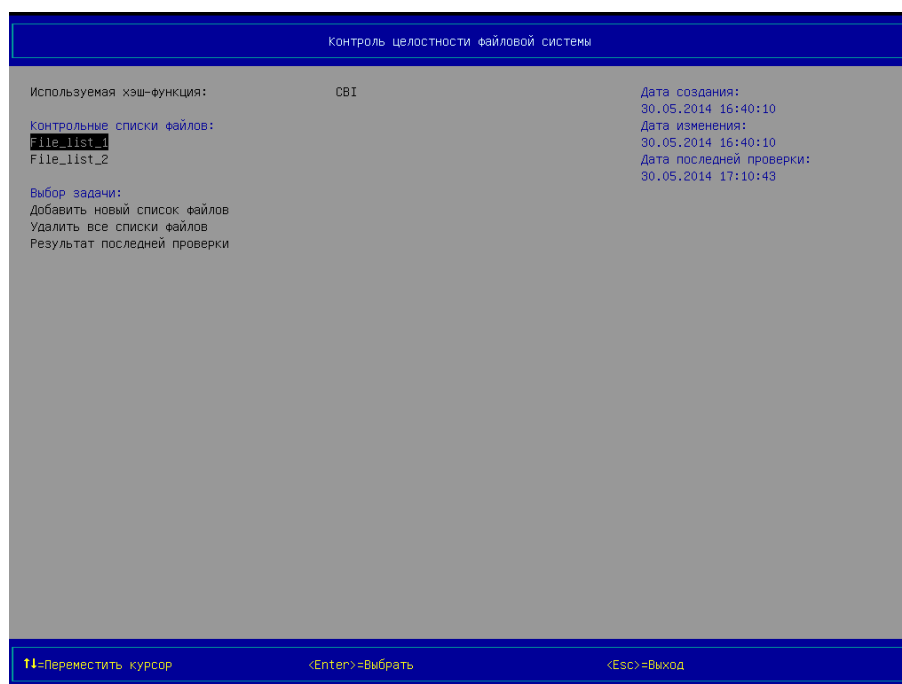 Контроль целостности файловой системы
Используемая хэш-функция: CBI
Контрольные списки файлов:
File_list_1
File_list_2
Выбор задачи:
Добавить новый список файлов
Удалить все списки файлов
Результат последней проверки
Дата создания:
30.05.2014 16:40:10
Дата изменения:
30.05.2014 16:40:10
Дата последней проверки:
30.05.2014 17:10:43
↑↓=Переместить курсор <Enter>=Выбрать <Esc>=Выход